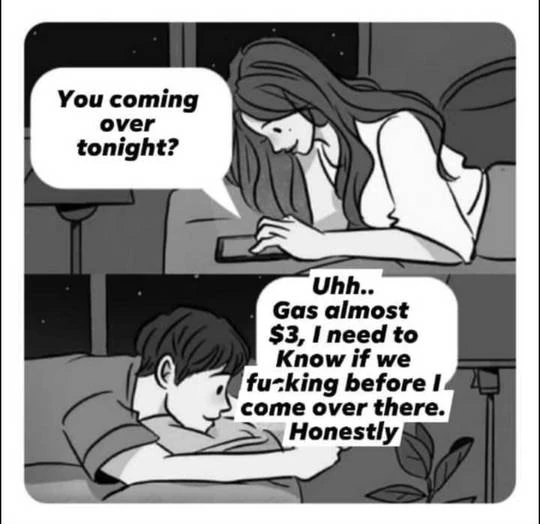 You coming
over
tonight?
Uhh..
Gas almost
$3, I need to
Know if we
fu-king before I
come over there.
Honestly